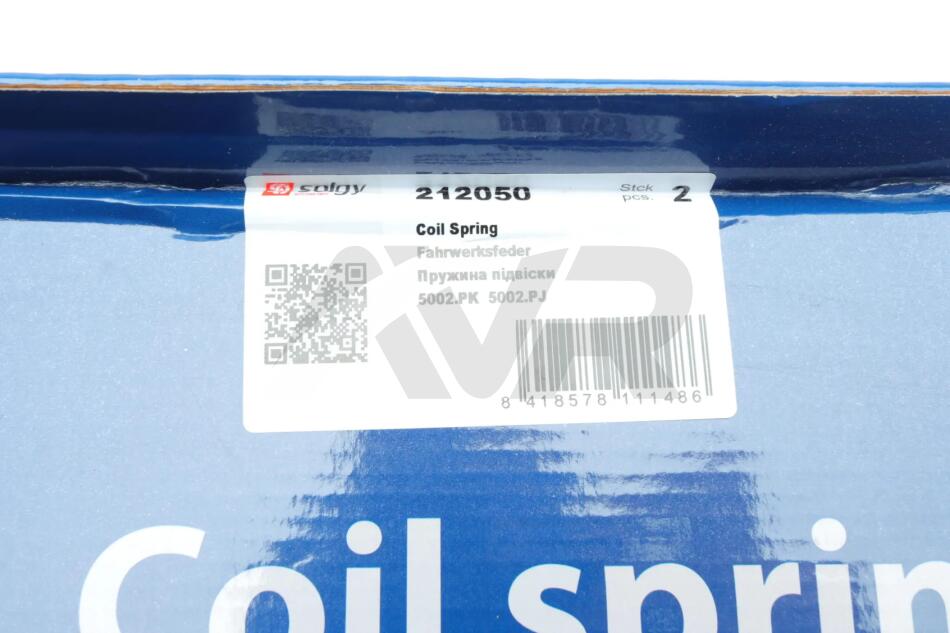 solgy
212050
Stck
pcs.
2
Coil Spring
Fahrwerksfeder
Пружина підвіски
5002.PK 5002.PJ
8 418578 111486
AVR
Coil sprin